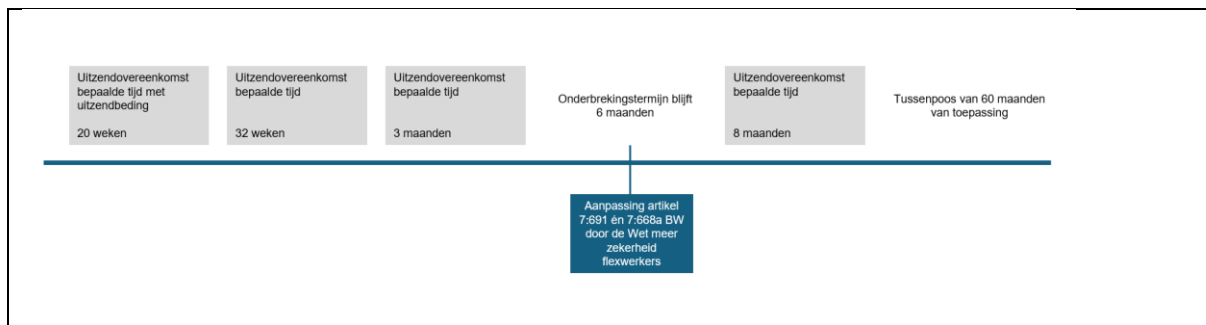 Uitzendovereenkomst
bepaalde tijd met
uitzendbeding
20 weken
Uitzendovereenkomst
bepaalde tijd
32 weken
Uitzendovereenkomst
bepaalde tijd
3 maanden
Onderbrekingstermijn blijft
6 maanden
Uitzendovereenkomst
bepaalde tijd
8 maanden
Tussenpoos van 60 maanden
van toepassing
Aanpassing artikel
7:691 én 7:668a BW
door de Wet meer
zekerheid
flexwerkers